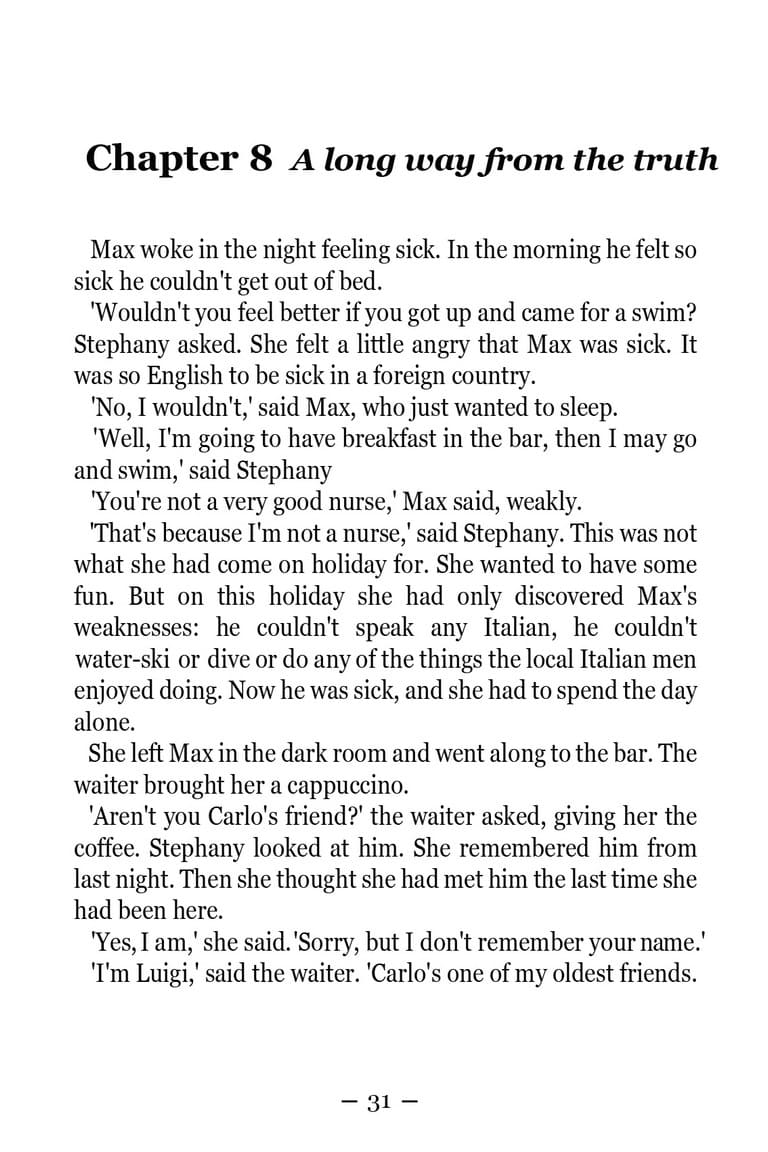 Chapter 8 A long way from the truth
Max woke in the night feeling sick. In the morning he felt so
sick he couldn't get out of bed.
'Wouldn't you feel better if you got up and came for a swim?
Stephany asked. She felt a little angry that Max was sick. It
was so English to be sick in a foreign country.
'No, I wouldn't,' said Max, who just wanted to sleep.
'Well, I'm going to have breakfast in the bar, then I may go
and swim,' said Stephany
'You're not a very good nurse,' Max said, weakly.
'That's because I'm not a nurse,' said Stephany. This was not
what she had come on holiday for. She wanted to have some
fun. But on this holiday she had only discovered Max's
weaknesses: he couldn't speak any Italian, he couldn't
water-ski or dive or do any of the things the local Italian men
enjoyed doing. Now he was sick, and she had to spend the day
alone.
She left Max in the dark room and went along to the bar. The
waiter brought her a cappuccino.
'Aren't you Carlo's friend?' the waiter asked, giving her the
coffee. Stephany looked at him. She remembered him from
last night. Then she thought she had met him the last time she
had been here.
'Yes, I am,' she said. 'Sorry, but I don't remember your name.'
'I'm Luigi,' said the waiter. 'Carlo's one of my oldest friends.
– 31 –